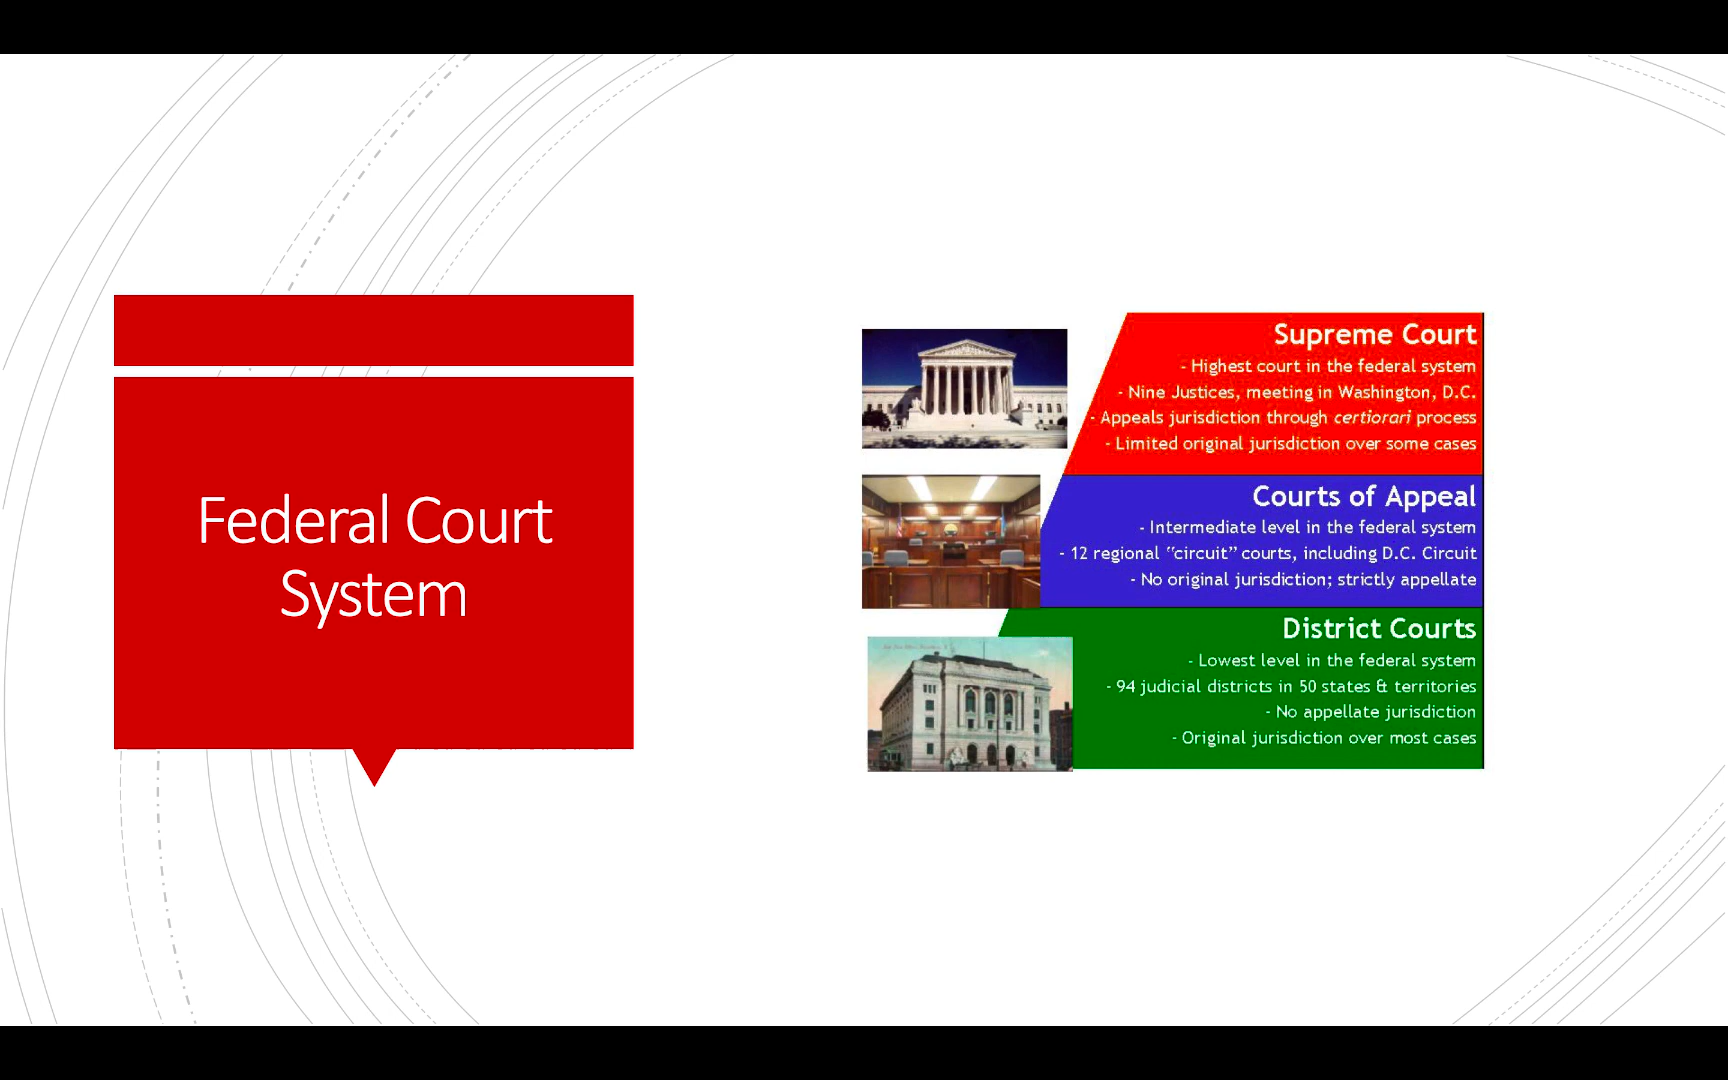 Federal Court
System
Supreme Court
- Highest court in the federal system
- Nine Justices, meeting in Washington, D.C.
- Appeals jurisdiction through certiorari process
- Limited original jurisdiction over some cases
Courts of Appeal
- Intermediate level in the federal system
- 12 regional “circuit” courts, including D.C. Circuit
- No original jurisdiction; strictly appellate
District Courts
- Lowest level in the federal system
- 94 judicial districts in 50 states & territories
- No appellate jurisdiction
- Original jurisdiction over most cases